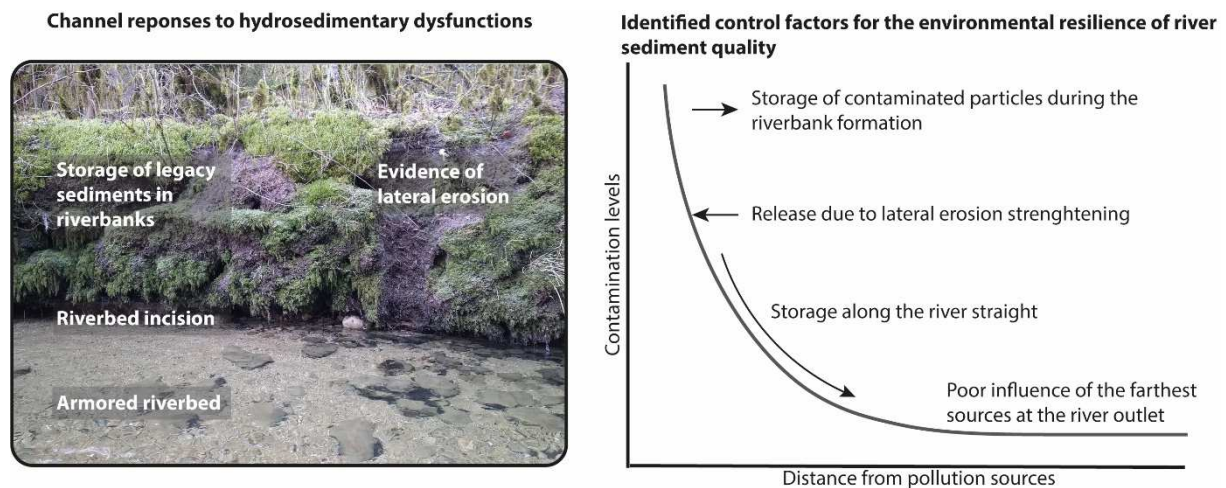 Channel reponses to hydrosedimentary dysfunctions
Storage of legacy
sediments in
riverbanks
Evidence of
lateral erosion
Riverbed incision
Armored riverbed
Identified control factors for the environmental resilience of river
sediment quality
Contamination levels
Storage of contaminated particles during the
riverbank formation
Release due to lateral erosion strenghtening
Storage along the river straight
Poor influence of the farthest
sources at the river outlet
Distance from pollution sources